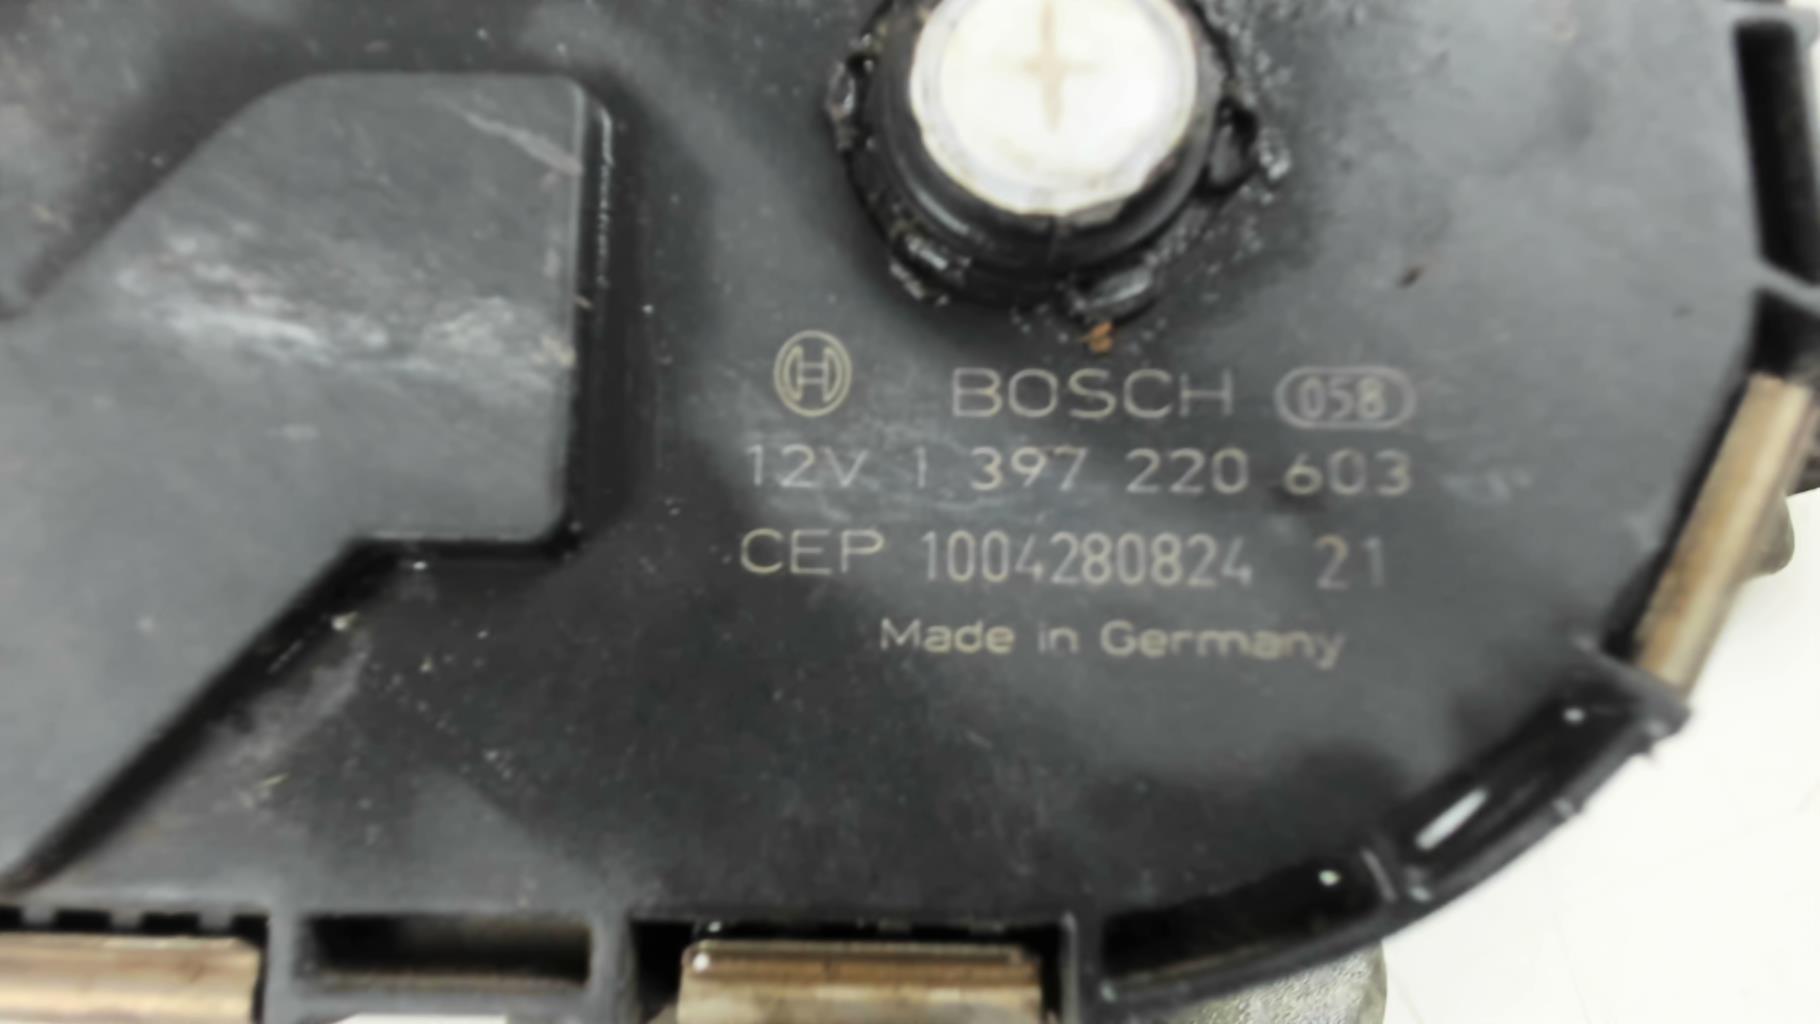 BOSCH 058
12V 1 397 220 603
CEP 1004280824 21
Made in Germany